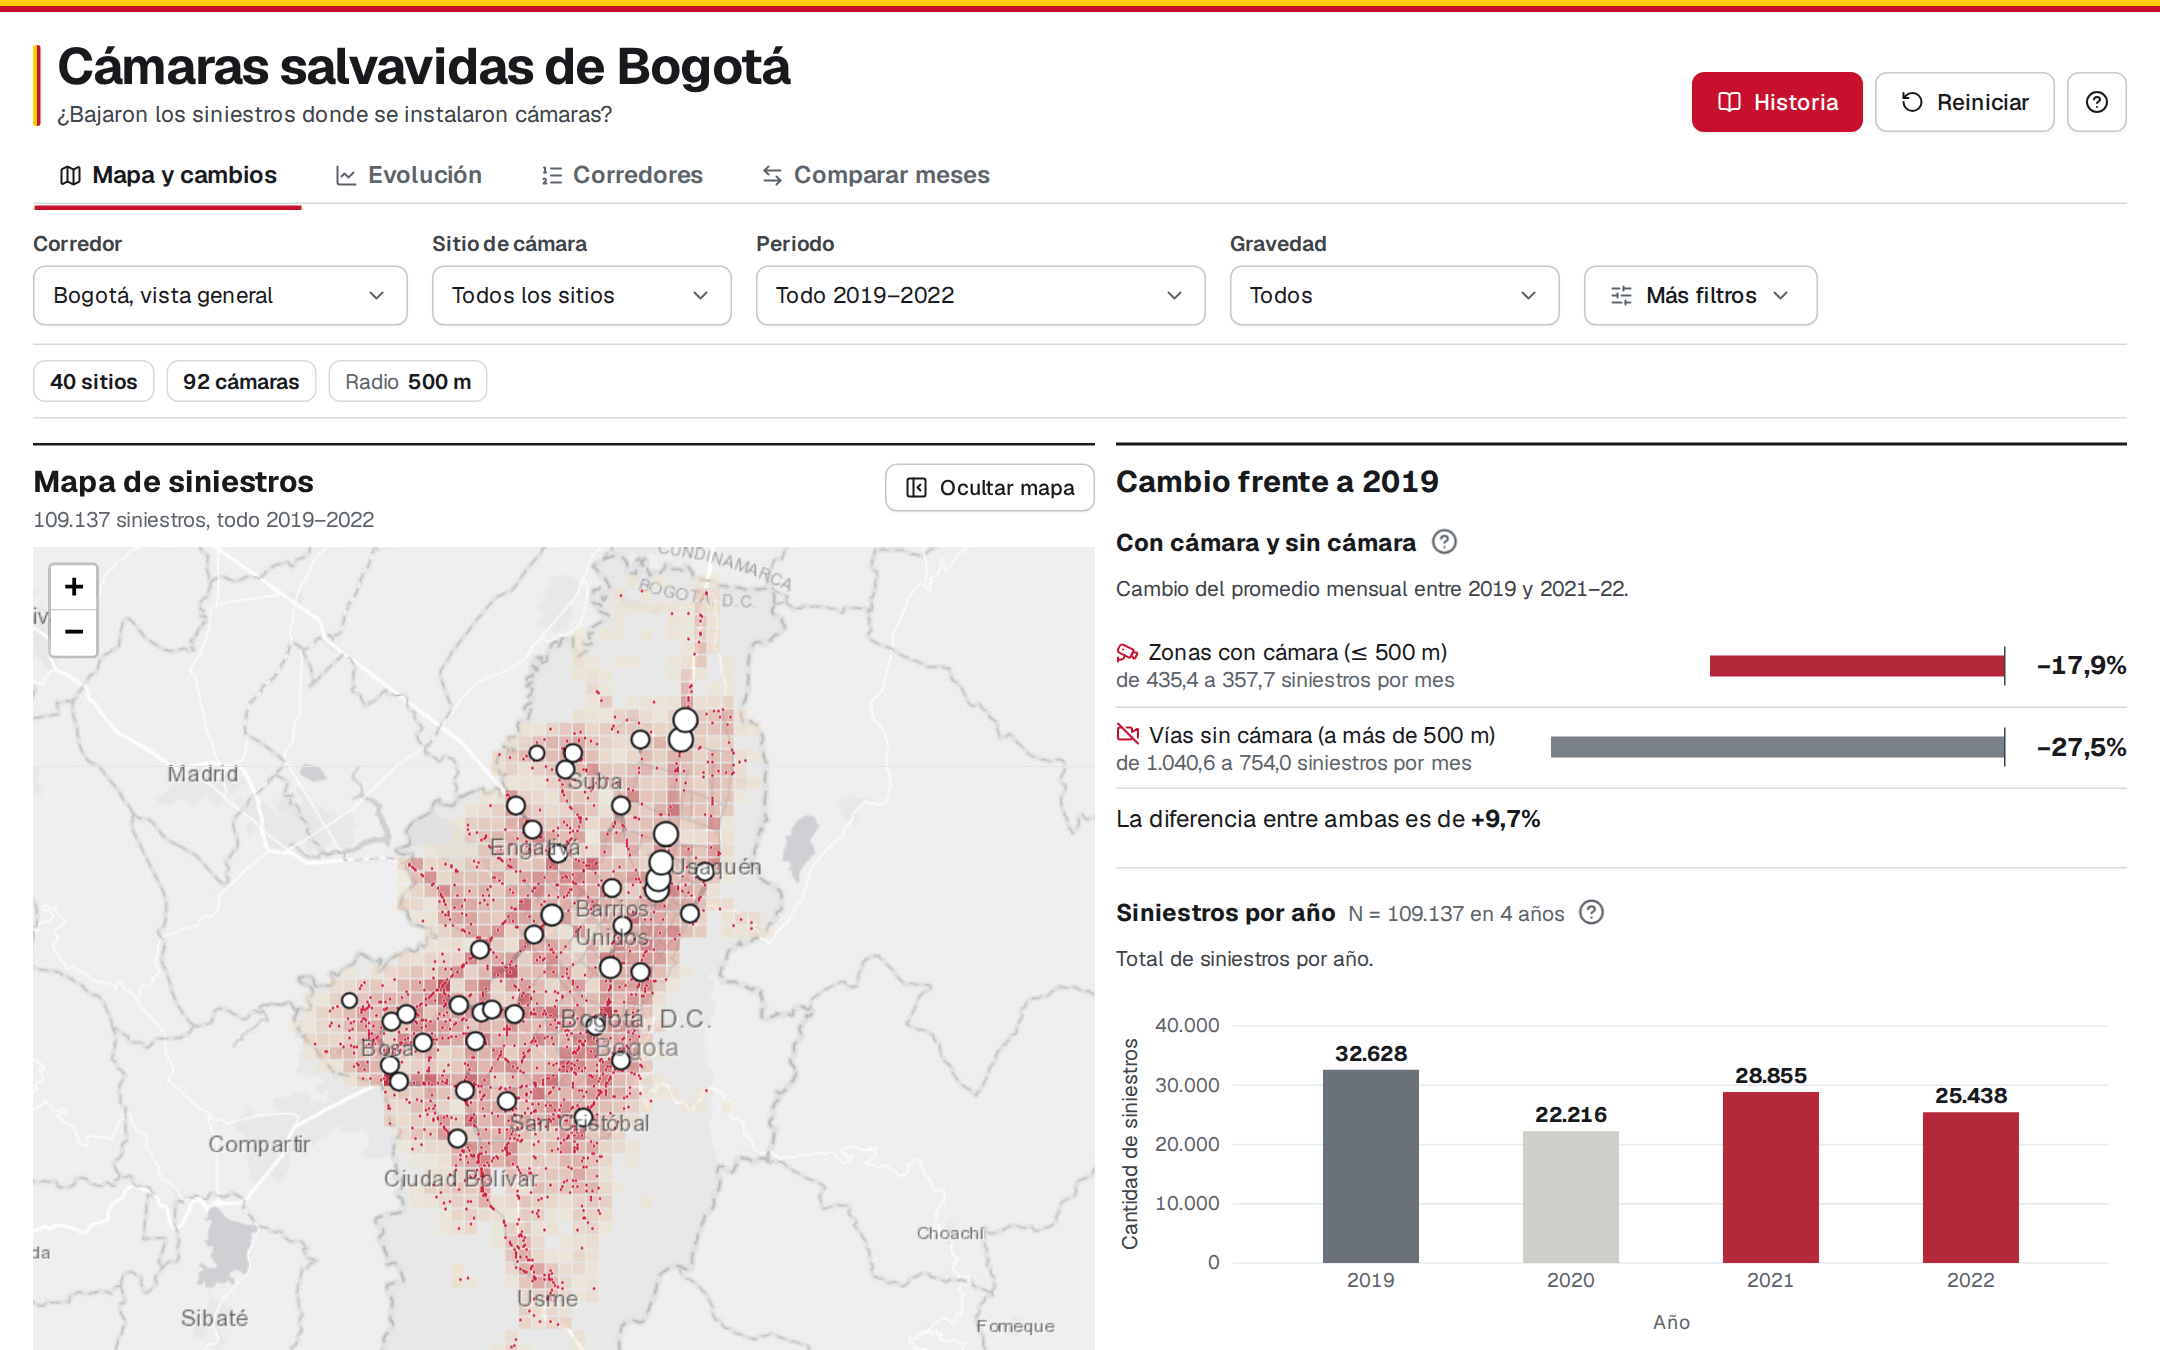 Cámaras salvavidas de Bogotá
¿Bajaron los siniestros donde se instalaron cámaras?
Historia
Reiniciar
Mapa y cambios
Evolución
Corredores
Comparar meses
Corredor
Sitio de cámara
Periodo
Gravedad
Bogotá, vista general
Todos los sitios
Todo 2019–2022
Todos
Más filtros
40 sitios
92 cámaras
Radio 500 m
Mapa de siniestros
109.137 siniestros, todo 2019–2022
Ocultar mapa
+
−
CUNDINAMARCA
BOGOTÁ, D.C.
Madrid
Suba
Engativá
Usaquén
Barrios
Unidos
Bogotá, D.C.
Bogota
Bosa
San Cristóbal
Compartir
Ciudad Bolívar
Choachí
da
Usme
Sibaté
Fomeque
Cambio frente a 2019
Con cámara y sin cámara
Cambio del promedio mensual entre 2019 y 2021–22.
Zonas con cámara (≤ 500 m)
de 435,4 a 357,7 siniestros por mes
−17,9%
Vías sin cámara (a más de 500 m)
de 1.040,6 a 754,0 siniestros por mes
−27,5%
La diferencia entre ambas es de +9,7%
Siniestros por año N = 109.137 en 4 años
Total de siniestros por año.
Cantidad de siniestros
40.000
30.000
20.000
10.000
0
32.628
22.216
28.855
25.438
2019
2020
2021
2022
Año